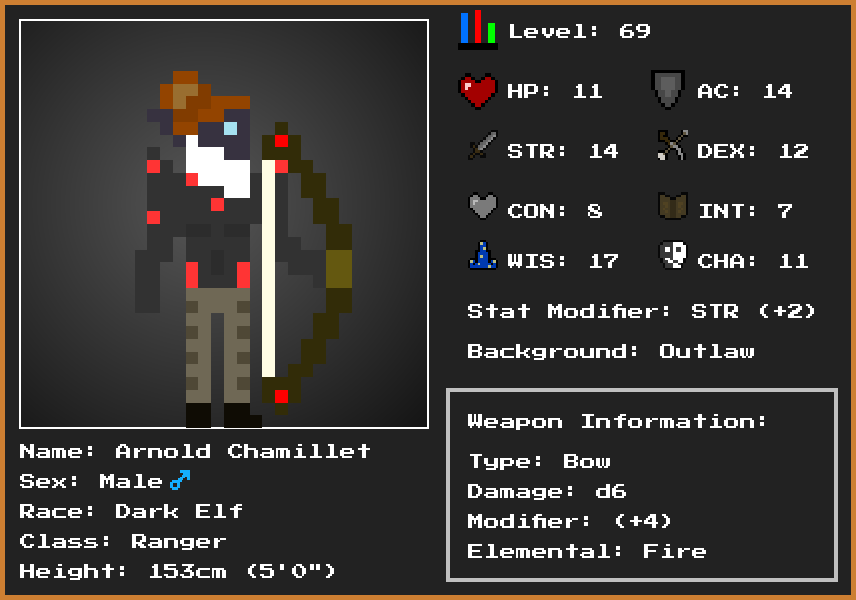 Level: 69
HP: 11
AC: 14
STR: 14
DEX: 12
CON: 8
INT: 7
WIS: 17
CHA: 11
Stat Modifier: STR (+2)
Background: Outlaw
Weapon Information:
Type: Bow
Damage: d6
Modifier: (+4)
Elemental: Fire
Name: Arnold Chamillet
Sex: Male♂
Race: Dark Elf
Class: Ranger
Height: 153cm (5'0")